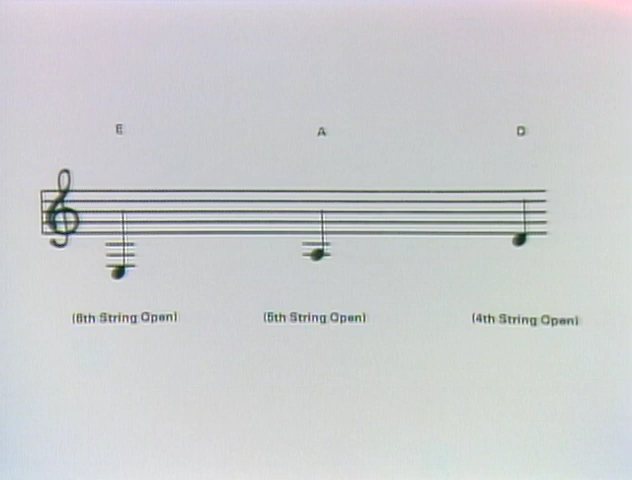 E A D
(6th String Open) (5th String Open) (4th String Open)